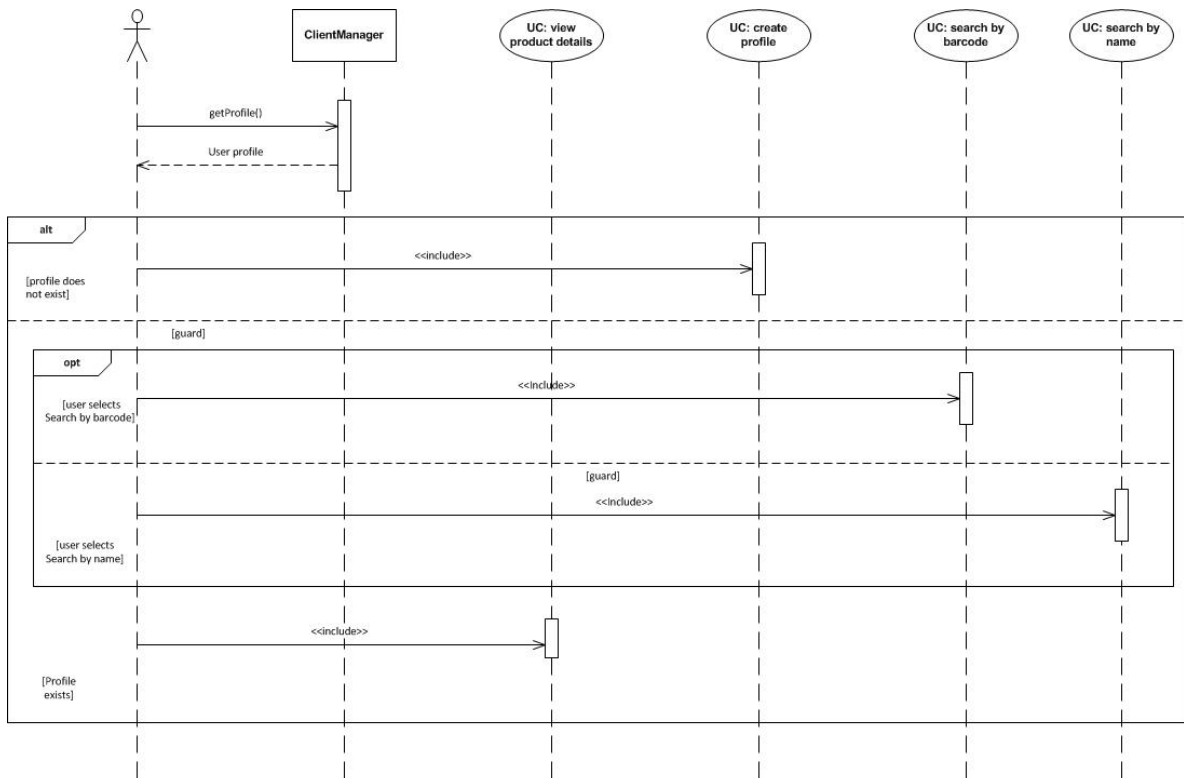 ClientManager
UC: view
product details
UC: create
profile
UC: search by
barcode
UC: search by
name
getProfile()
User profile
alt
<<include>>
[profile does
not exist]
[guard]
opt
<<Include>>
[user selects
Search by barcode]
[guard]
<<Include>>
[user selects
Search by name]
<<include>>
[Profile
exists]